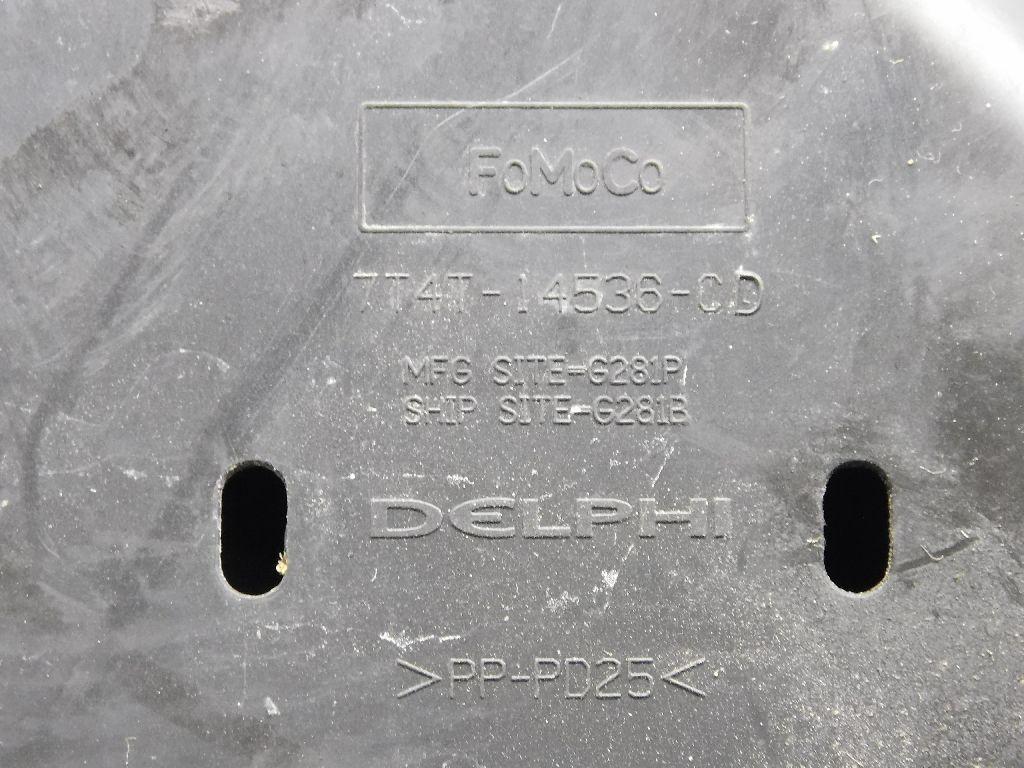 FoMoCo
7T4T-14536-CD
MFG SITE-G281P
SHIP SITE-G281B
DELPHI
>PP-PD25<